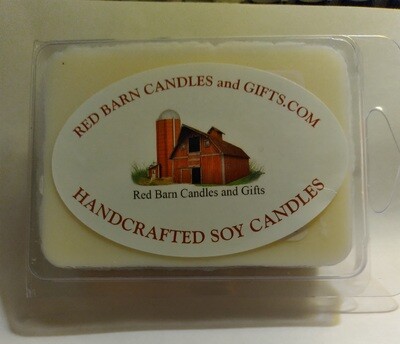 RED BARN CANDLES and GIFTS.COM
Red Barn Candles and Gifts
HANDCRAFTED SOY CANDLES